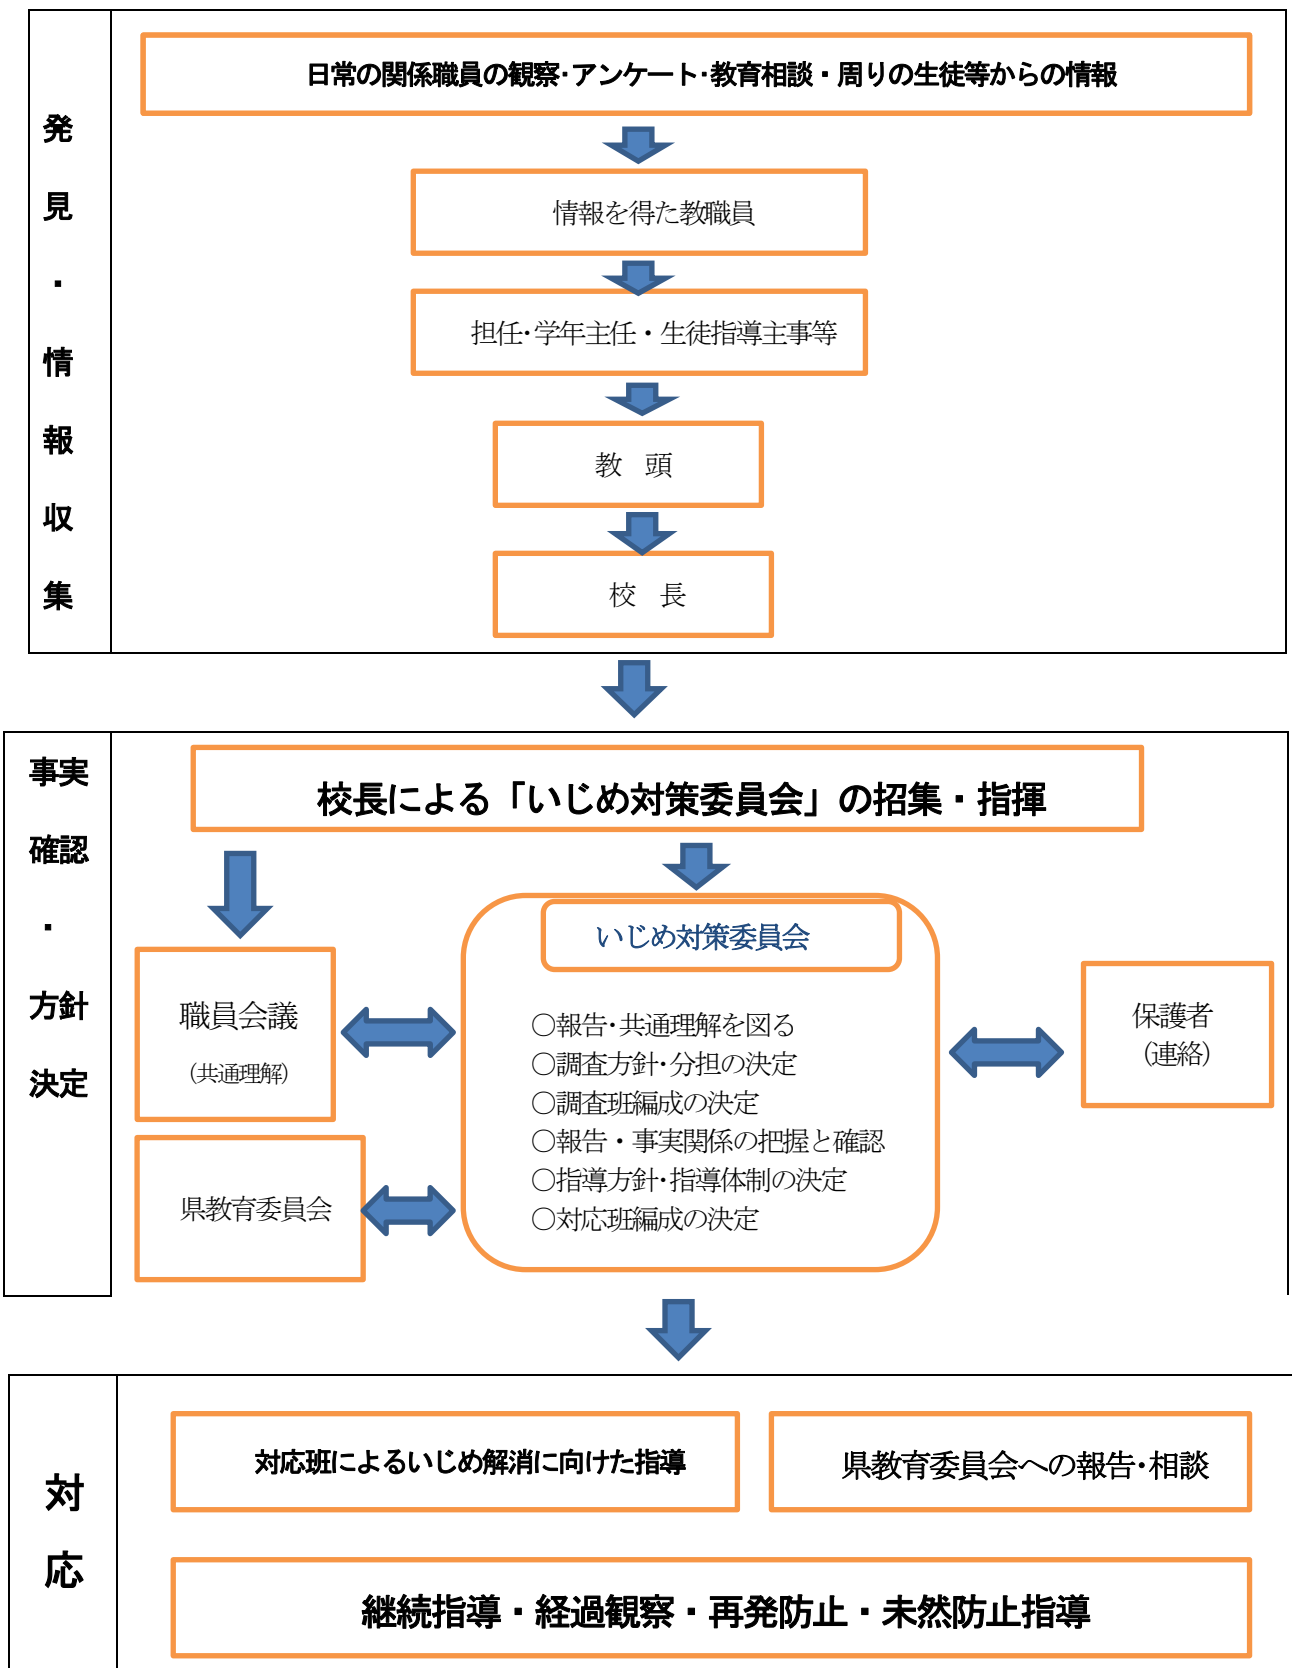 発見・情報収集
日常の関係職員の観察･アンケート･教育相談・周りの生徒等からの情報
情報を得た教職員
担任･学年主任・生徒指導主事等
教　頭
校　長
事実確認・方針決定
校長による「いじめ対策委員会」の招集・指揮
いじめ対策委員会
○報告･共通理解を図る
○調査方針･分担の決定
○調査班編成の決定
○報告・事実関係の把握と確認
○指導方針･指導体制の決定
○対応班編成の決定
職員会議
（共通理解）
県教育委員会
保護者
（連絡）
対応
対応班によるいじめ解消に向けた指導
県教育委員会への報告･相談
継続指導・経過観察・再発防止・未然防止指導